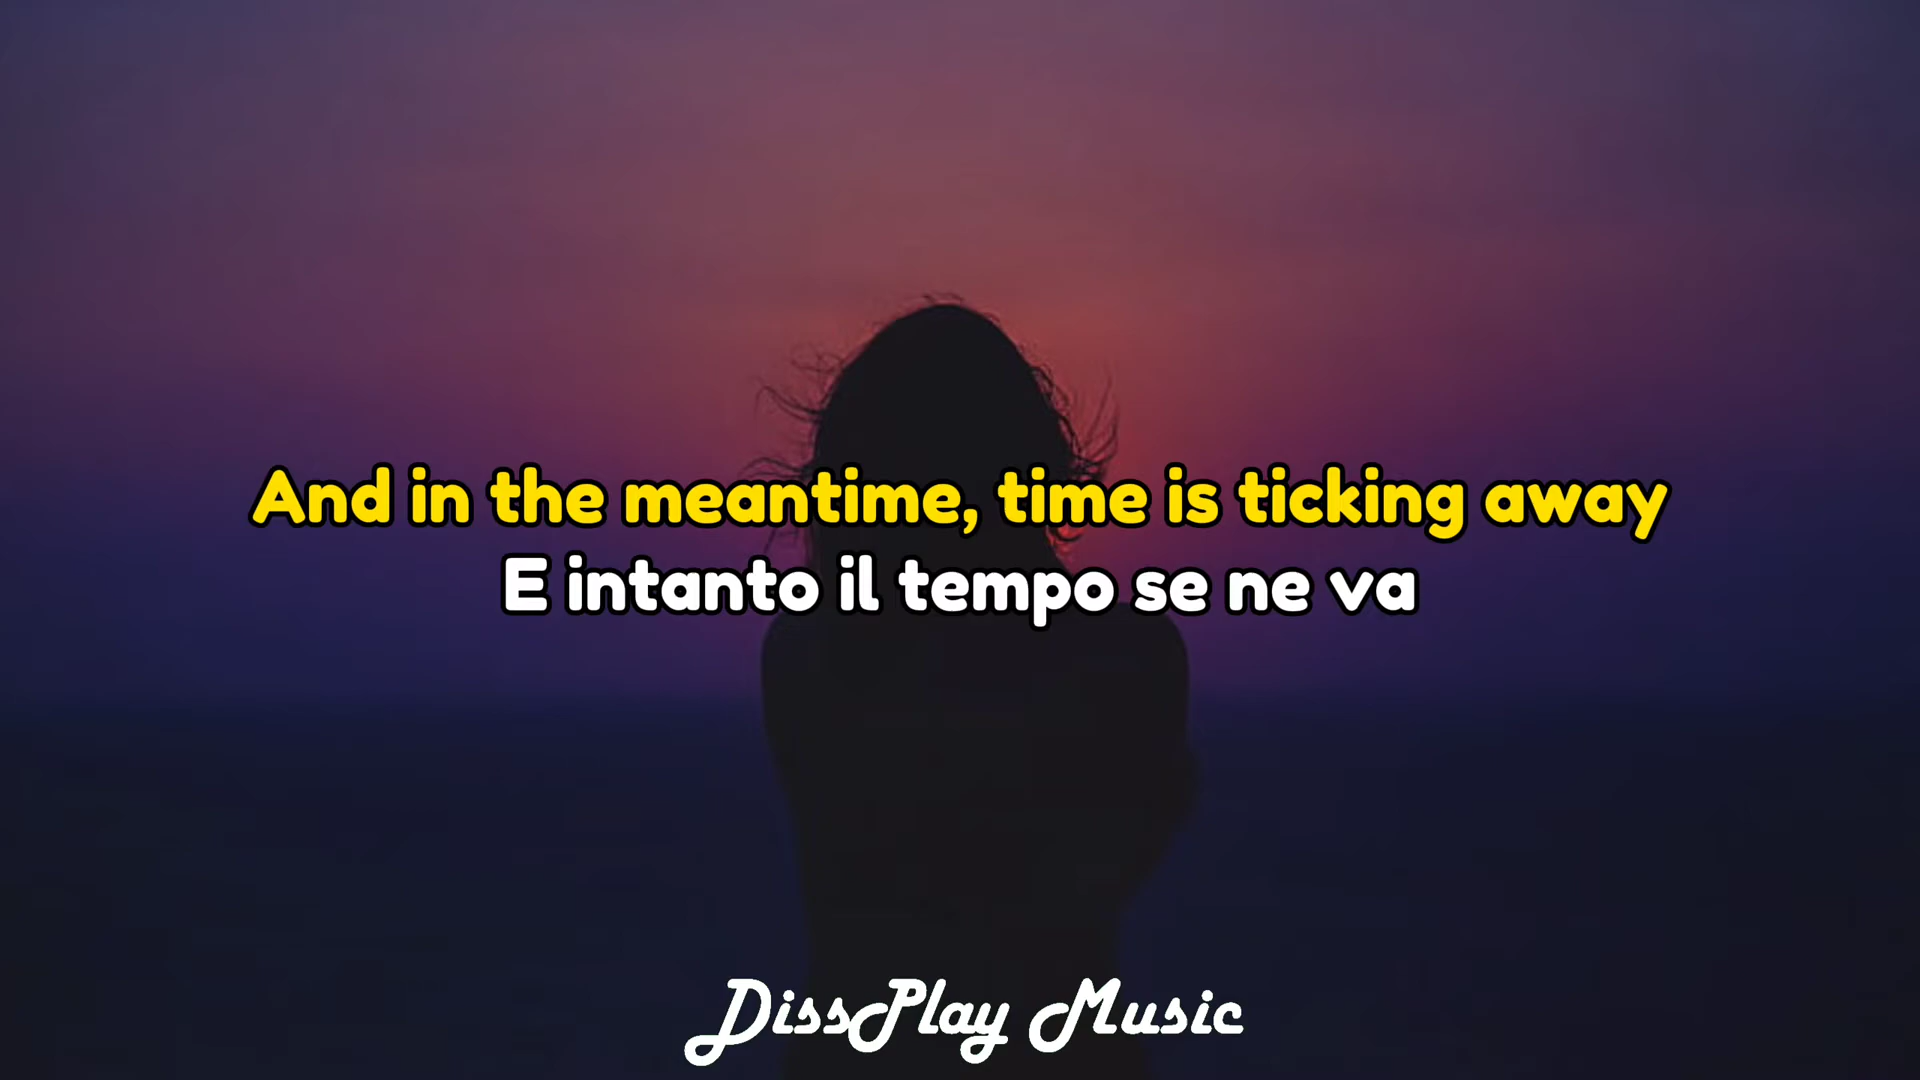 And in the meantime, time is ticking away
E intanto il tempo se ne va
DissPlay Music